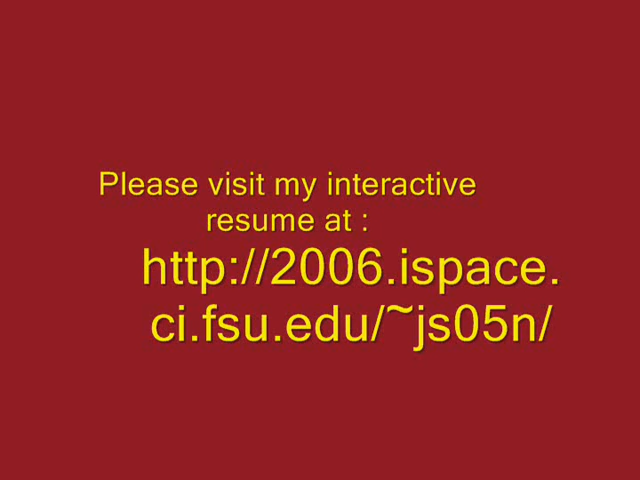 Please visit my interactive
resume at :
http://2006.ispace.
ci.fsu.edu/~js05n/